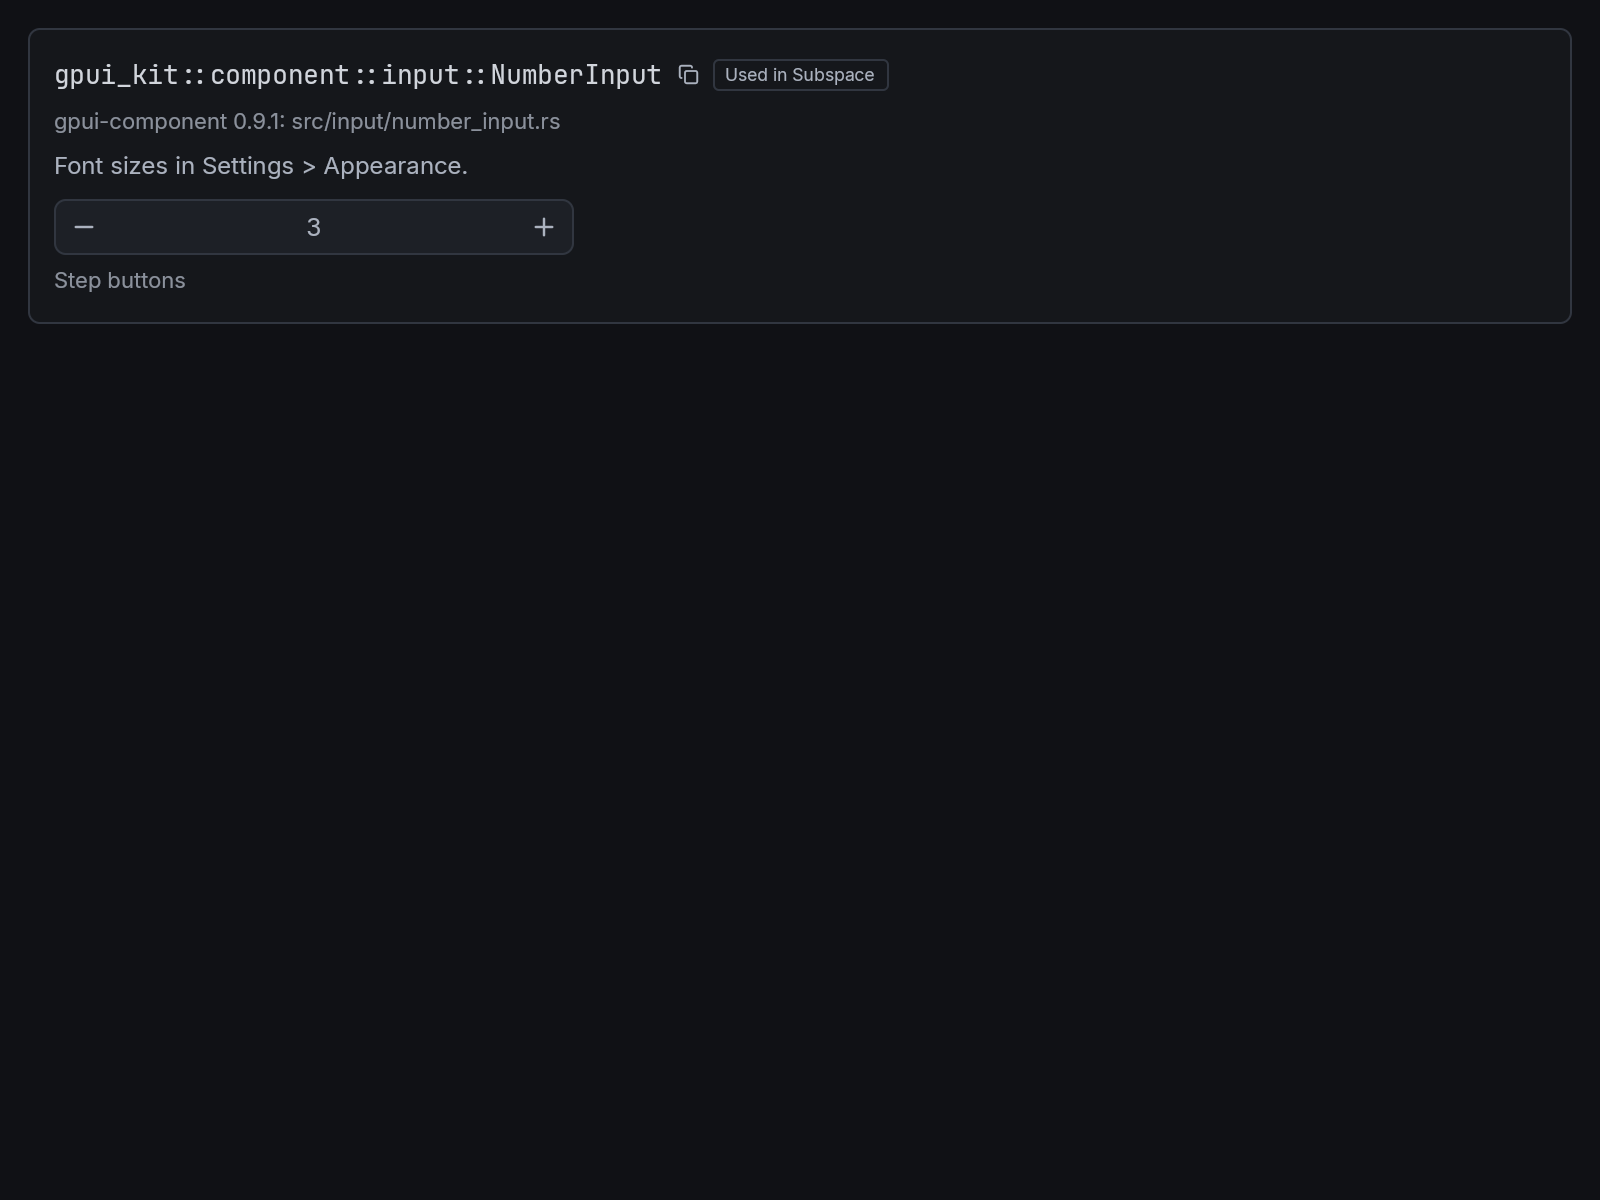 gpui_kit::component::input::NumberInput Used in Subspace
gpui-component 0.9.1: src/input/number_input.rs
Font sizes in Settings > Appearance.
3
Step buttons